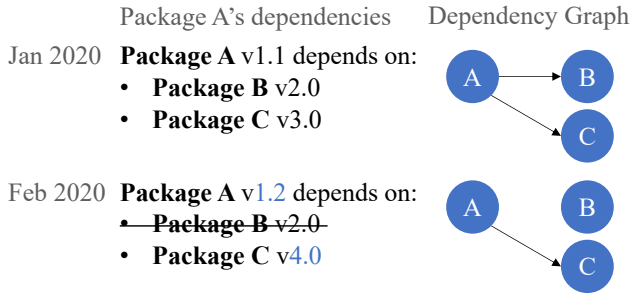 Package A’s dependencies Dependency Graph
Jan 2020 Package A v1.1 depends on:
• Package B v2.0
• Package C v3.0
A B
C
Feb 2020 Package A v1.2 depends on:
• Package B v2.0
• Package C v4.0
A B
C